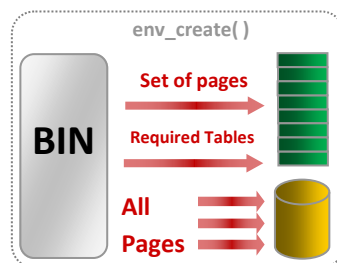 env_create( )
Set of pages
BIN
Required Tables
All
Pages